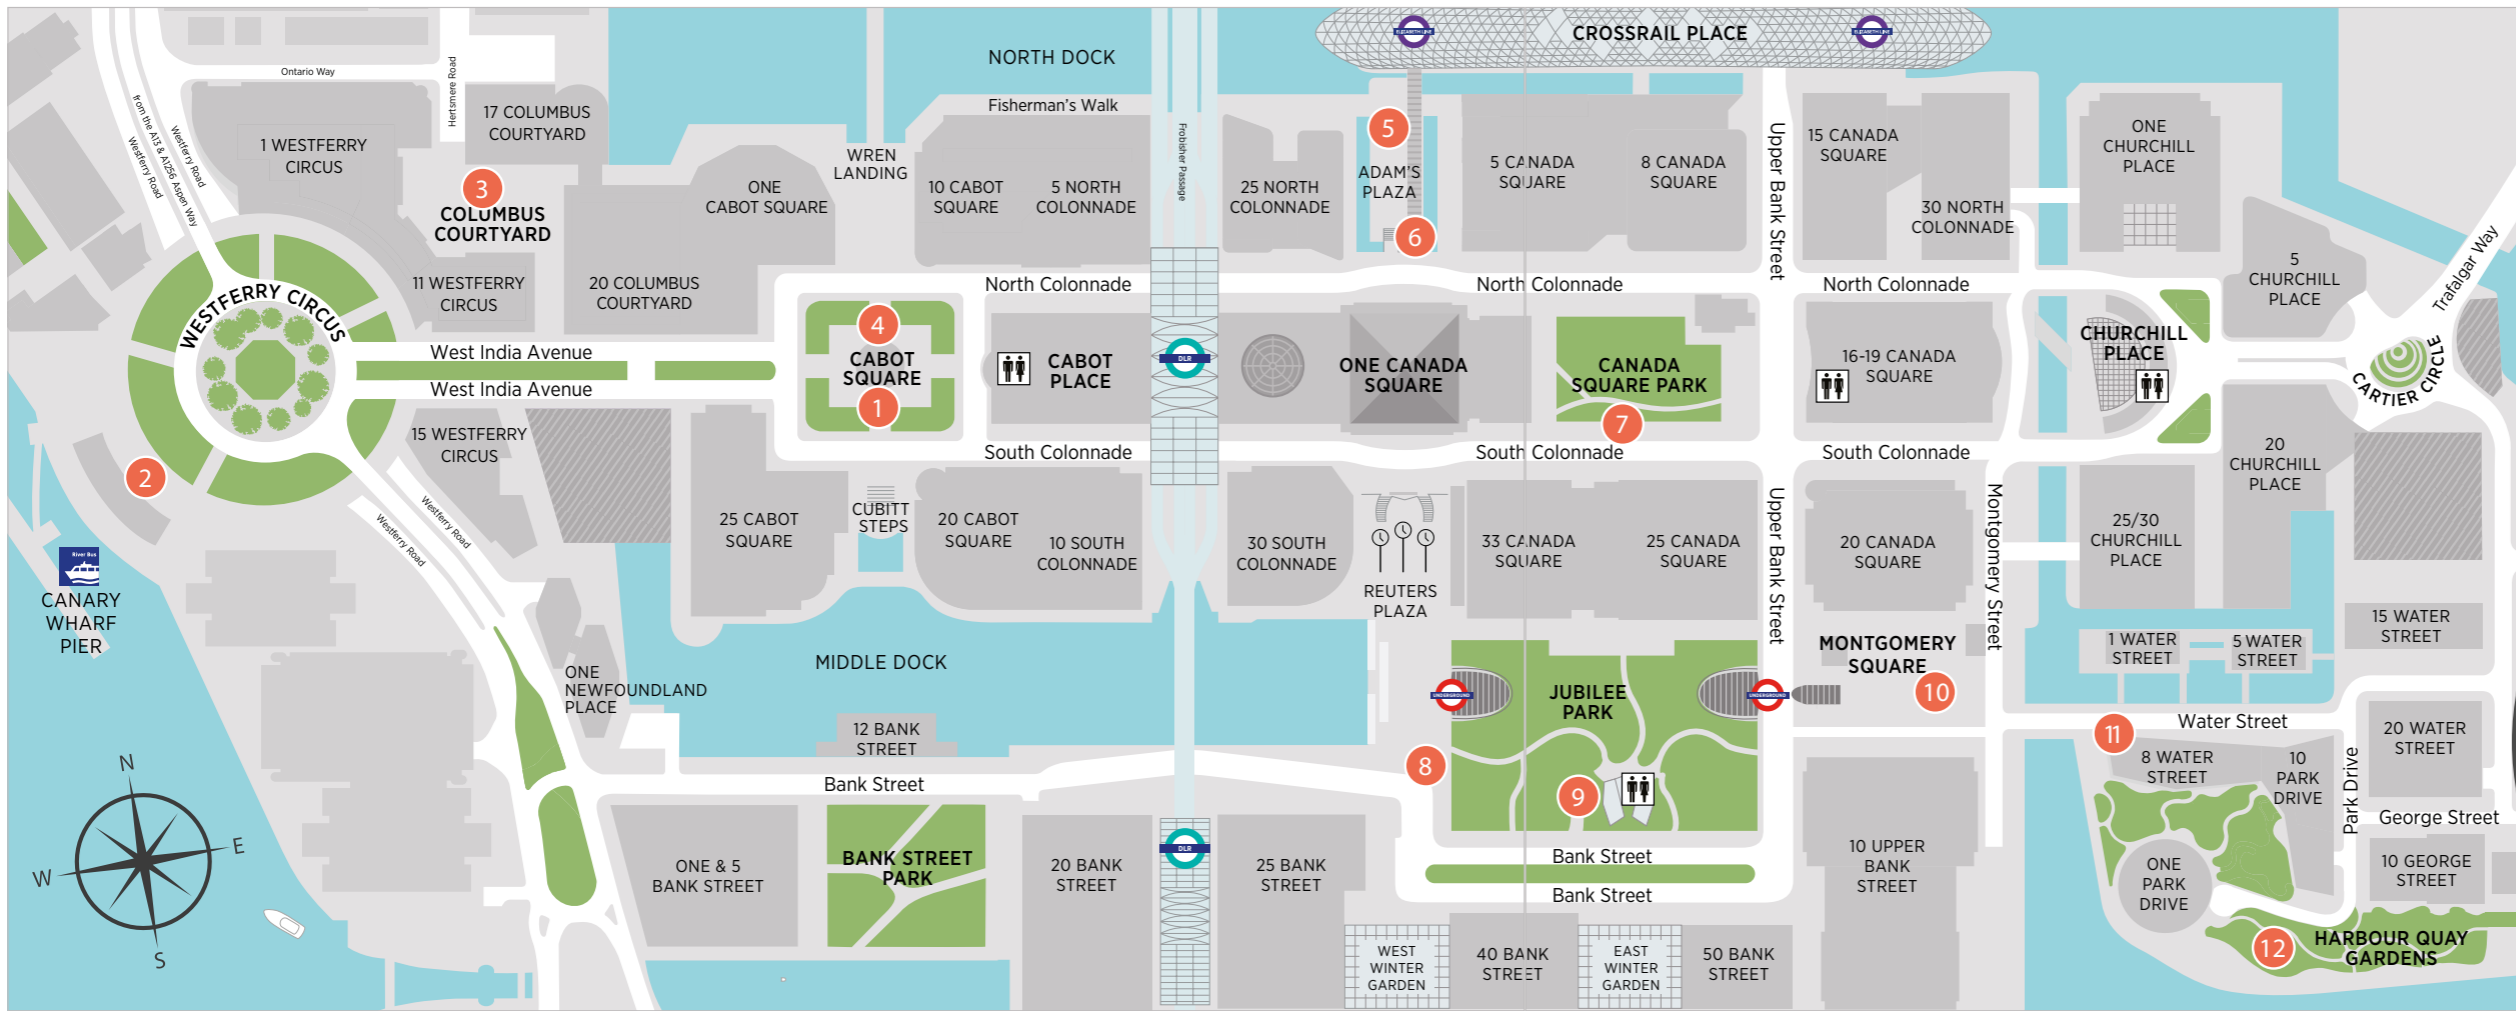 NORTH DOCK
CROSSRAIL PLACE
ELIZABETH LINE
ELIZABETH LINE
Ontario Way
Hertsmere Road
from the A13 & A1256 Aspen Way
Westferry Road
Westferry Road
17 COLUMBUS
COURTYARD
1 WESTFERRY
CIRCUS
3
COLUMBUS
COURTYARD
11 WESTFERRY
CIRCUS
20 COLUMBUS
COURTYARD
ONE
CABOT SQUARE
WREN
LANDING
Fisherman's Walk
10 CABOT
SQUARE
5 NORTH
COLONNADE
Frobisher Passage
25 NORTH
COLONNADE
5
ADAM'S
PLAZA
6
5 CANADA
SQUARE
8 CANADA
SQUARE
Upper Bank Street
15 CANADA
SQUARE
30 NORTH
COLONNADE
ONE
CHURCHILL
PLACE
5
CHURCHILL
PLACE
Trafalgar Way
North Colonnade
North Colonnade
North Colonnade
WESTFERRY CIRCUS
West India Avenue
West India Avenue
4
CABOT
SQUARE
1
CABOT
PLACE
DLR
ONE CANADA
SQUARE
CANADA
SQUARE PARK
7
16-19 CANADA
SQUARE
CHURCHILL
PLACE
CARTIER CIRCLE
South Colonnade
South Colonnade
South Colonnade
2
15 WESTFERRY
CIRCUS
Westferry Road
Westferry Road
25 CABOT
SQUARE
CUBITT
STEPS
20 CABOT
SQUARE
10 SOUTH
COLONNADE
30 SOUTH
COLONNADE
REUTERS
PLAZA
33 CANADA
SQUARE
25 CANADA
SQUARE
Upper Bank Street
20 CANADA
SQUARE
Montgomery Street
25/30
CHURCHILL
PLACE
20
CHURCHILL
PLACE
River Bus
CANARY
WHARF
PIER
ONE
NEWFOUNDLAND
PLACE
MIDDLE DOCK
12 BANK
STREET
UNDERGROUND
JUBILEE
PARK
UNDERGROUND
MONTGOMERY
SQUARE
10
1 WATER
STREET
5 WATER
STREET
15 WATER
STREET
11
Water Street
8 WATER
STREET
10
PARK
DRIVE
Park Drive
20 WATER
STREET
George Street
10 GEORGE
STREET
8
9
Bank Street
Bank Street
Bank Street
N
E
W
S
ONE & 5
BANK STREET
BANK STREET
PARK
20 BANK
STREET
DLR
25 BANK
STREET
WEST
WINTER
GARDEN
40 BANK
STREET
EAST
WINTER
GARDEN
50 BANK
STREET
10 UPPER
BANK
STREET
ONE
PARK
DRIVE
12
HARBOUR QUAY
GARDENS